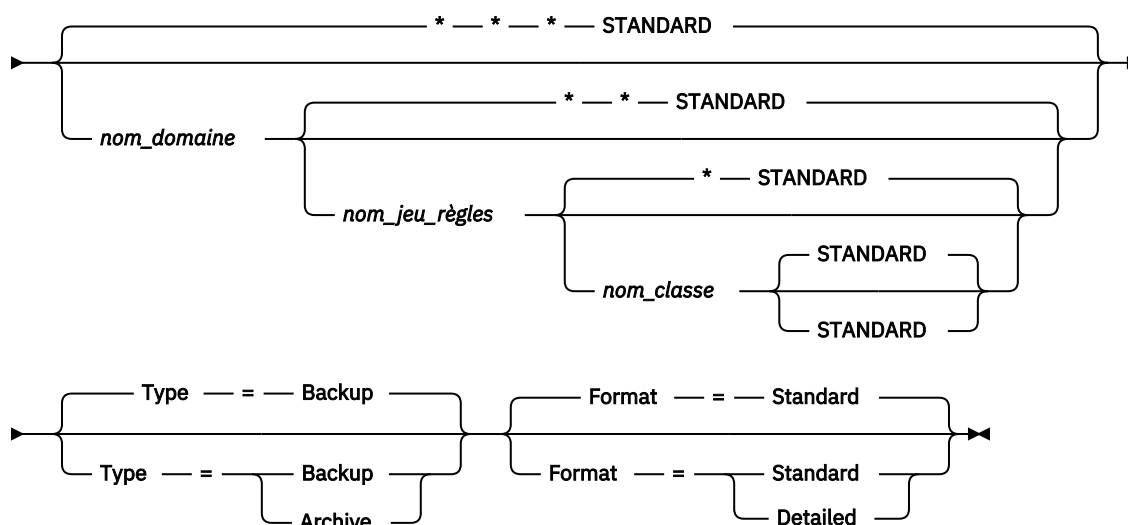 * * * STANDARD
* * STANDARD
nom_domaine
* STANDARD
nom_jeu_règles
STANDARD
nom_classe
STANDARD
Type = Backup Format = Standard
Type = Backup Format = Standard
Archive Detailed